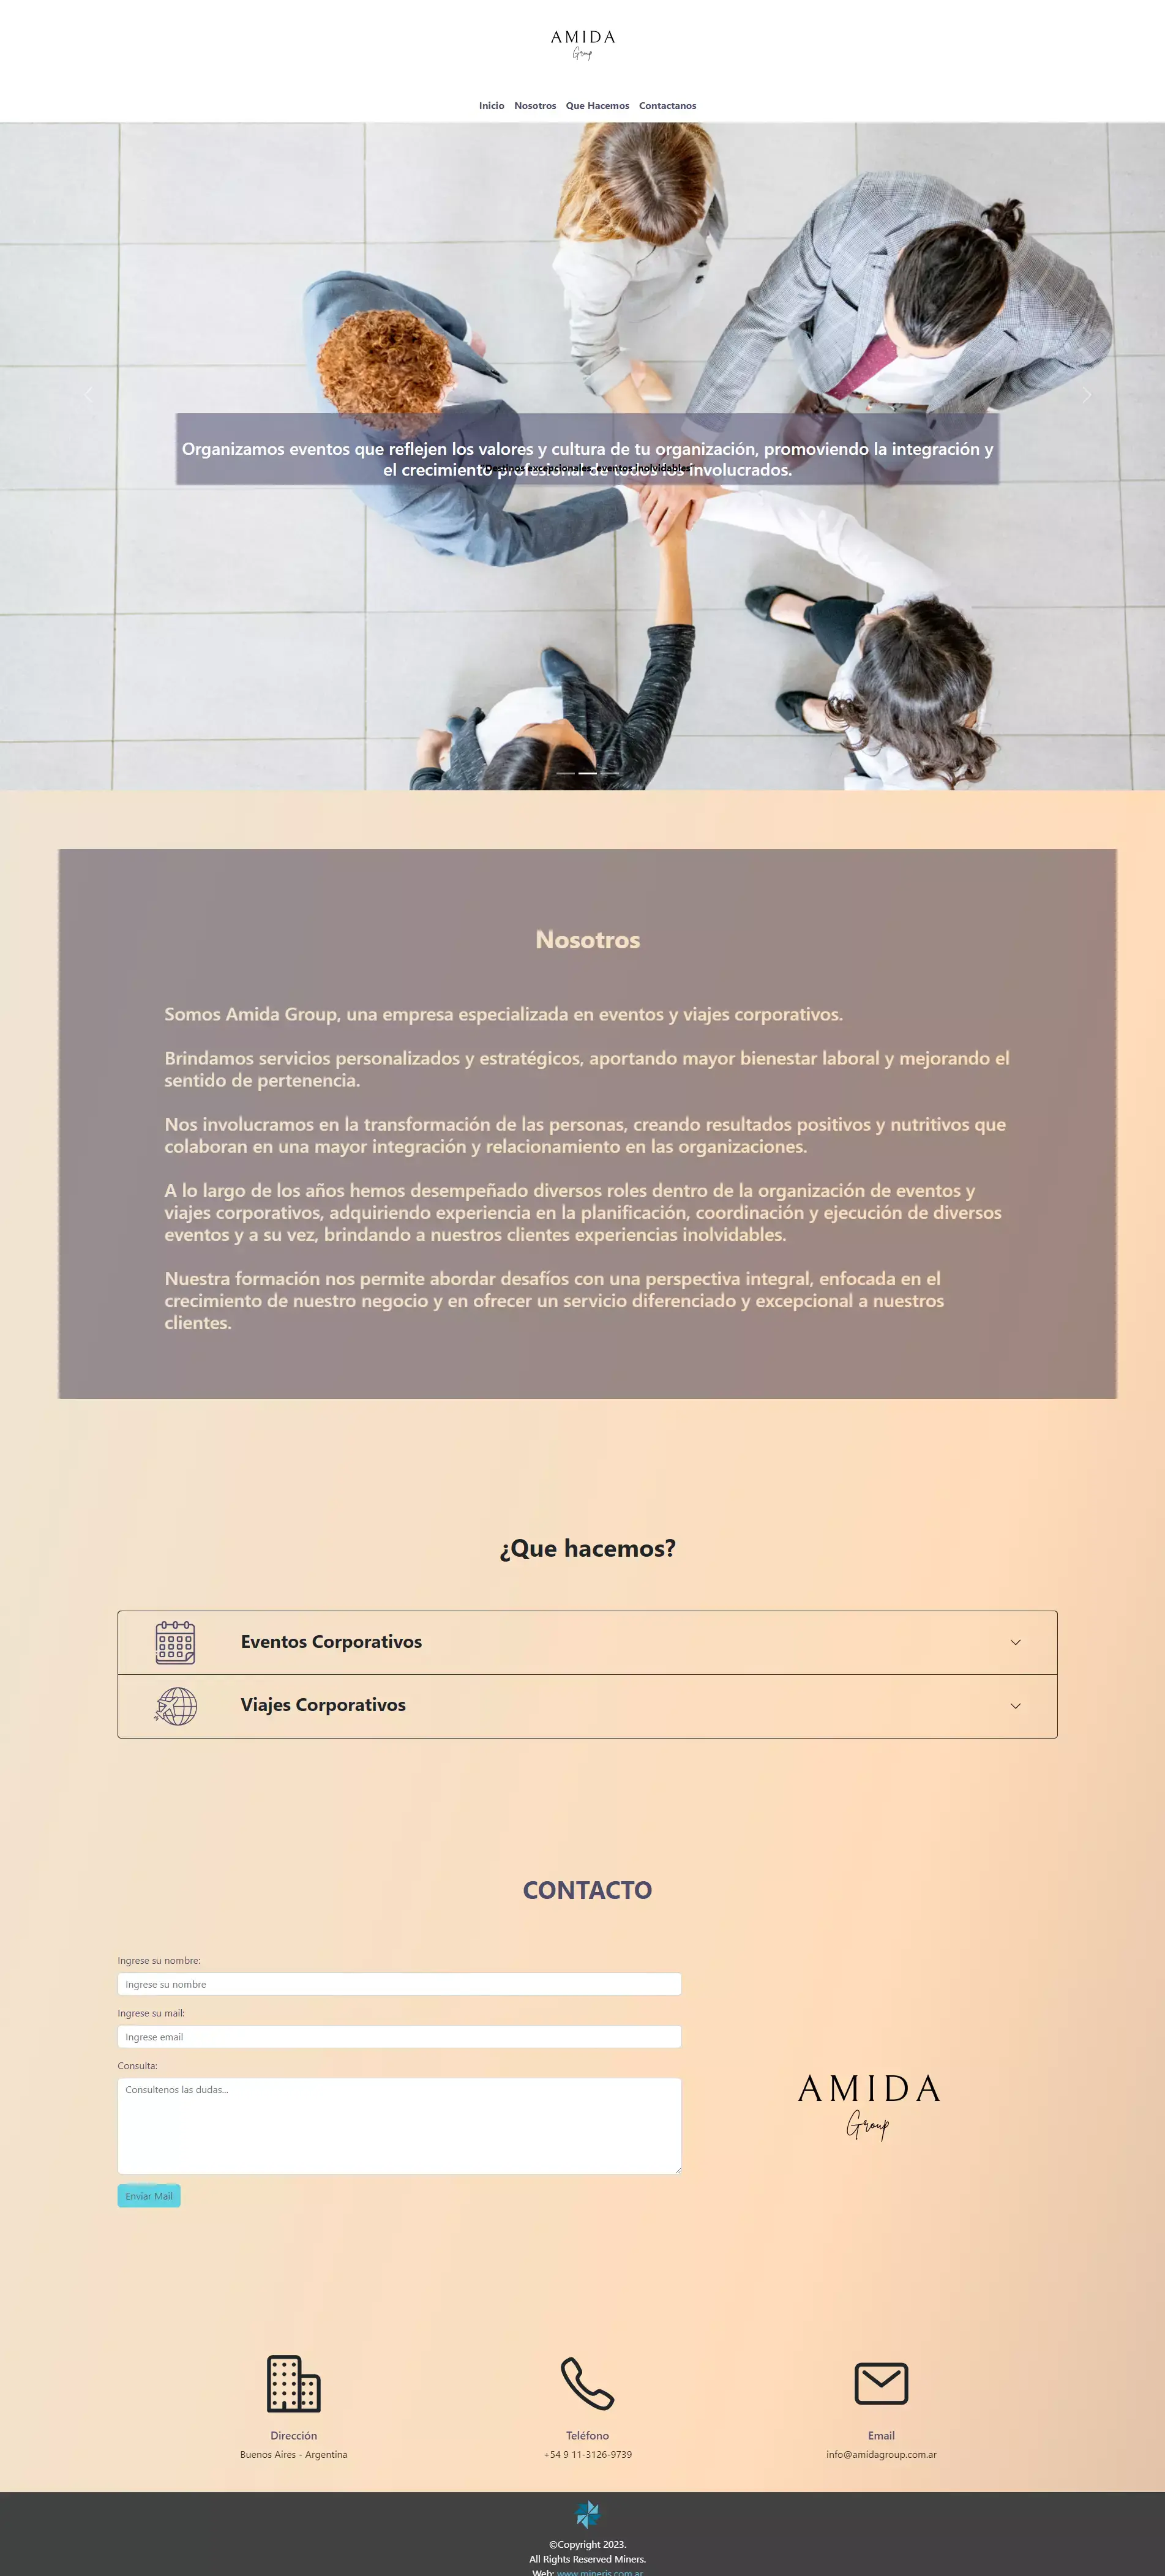 AMIDA
Group
Inicio Nosotros Que Hacemos Contactanos
Organizamos eventos que reflejen los valores y cultura de tu organización, promoviendo la integración y
el crecimiento profesional de todos los involucrados.
"Destinos excepcionales, eventos inolvidables"
Nosotros
Somos Amida Group, una empresa especializada en eventos y viajes corporativos.
Brindamos servicios personalizados y estratégicos, aportando mayor bienestar laboral y mejorando el
sentido de pertenencia.
Nos involucramos en la transformación de las personas, creando resultados positivos y nutritivos que
colaboran en una mayor integración y relacionamiento en las organizaciones.
A lo largo de los años hemos desempeñado diversos roles dentro de la organización de eventos y
viajes corporativos, adquiriendo experiencia en la planificación, coordinación y ejecución de diversos
eventos y a su vez, brindando a nuestros clientes experiencias inolvidables.
Nuestra formación nos permite abordar desafíos con una perspectiva integral, enfocada en el
crecimiento de nuestro negocio y en ofrecer un servicio diferenciado y excepcional a nuestros
clientes.
¿Que hacemos?
Eventos Corporativos
Viajes Corporativos
CONTACTO
Ingrese su nombre:
Ingrese su nombre
Ingrese su mail:
Ingrese email
Consulta:
Consultenos las dudas...
Enviar Mail
AMIDA
Group
Dirección
Buenos Aires - Argentina
Teléfono
+54 9 11-3126-9739
Email
info@amidagroup.com.ar
©Copyright 2023.
All Rights Reserved Miners.
Web: www.mineris.com.ar